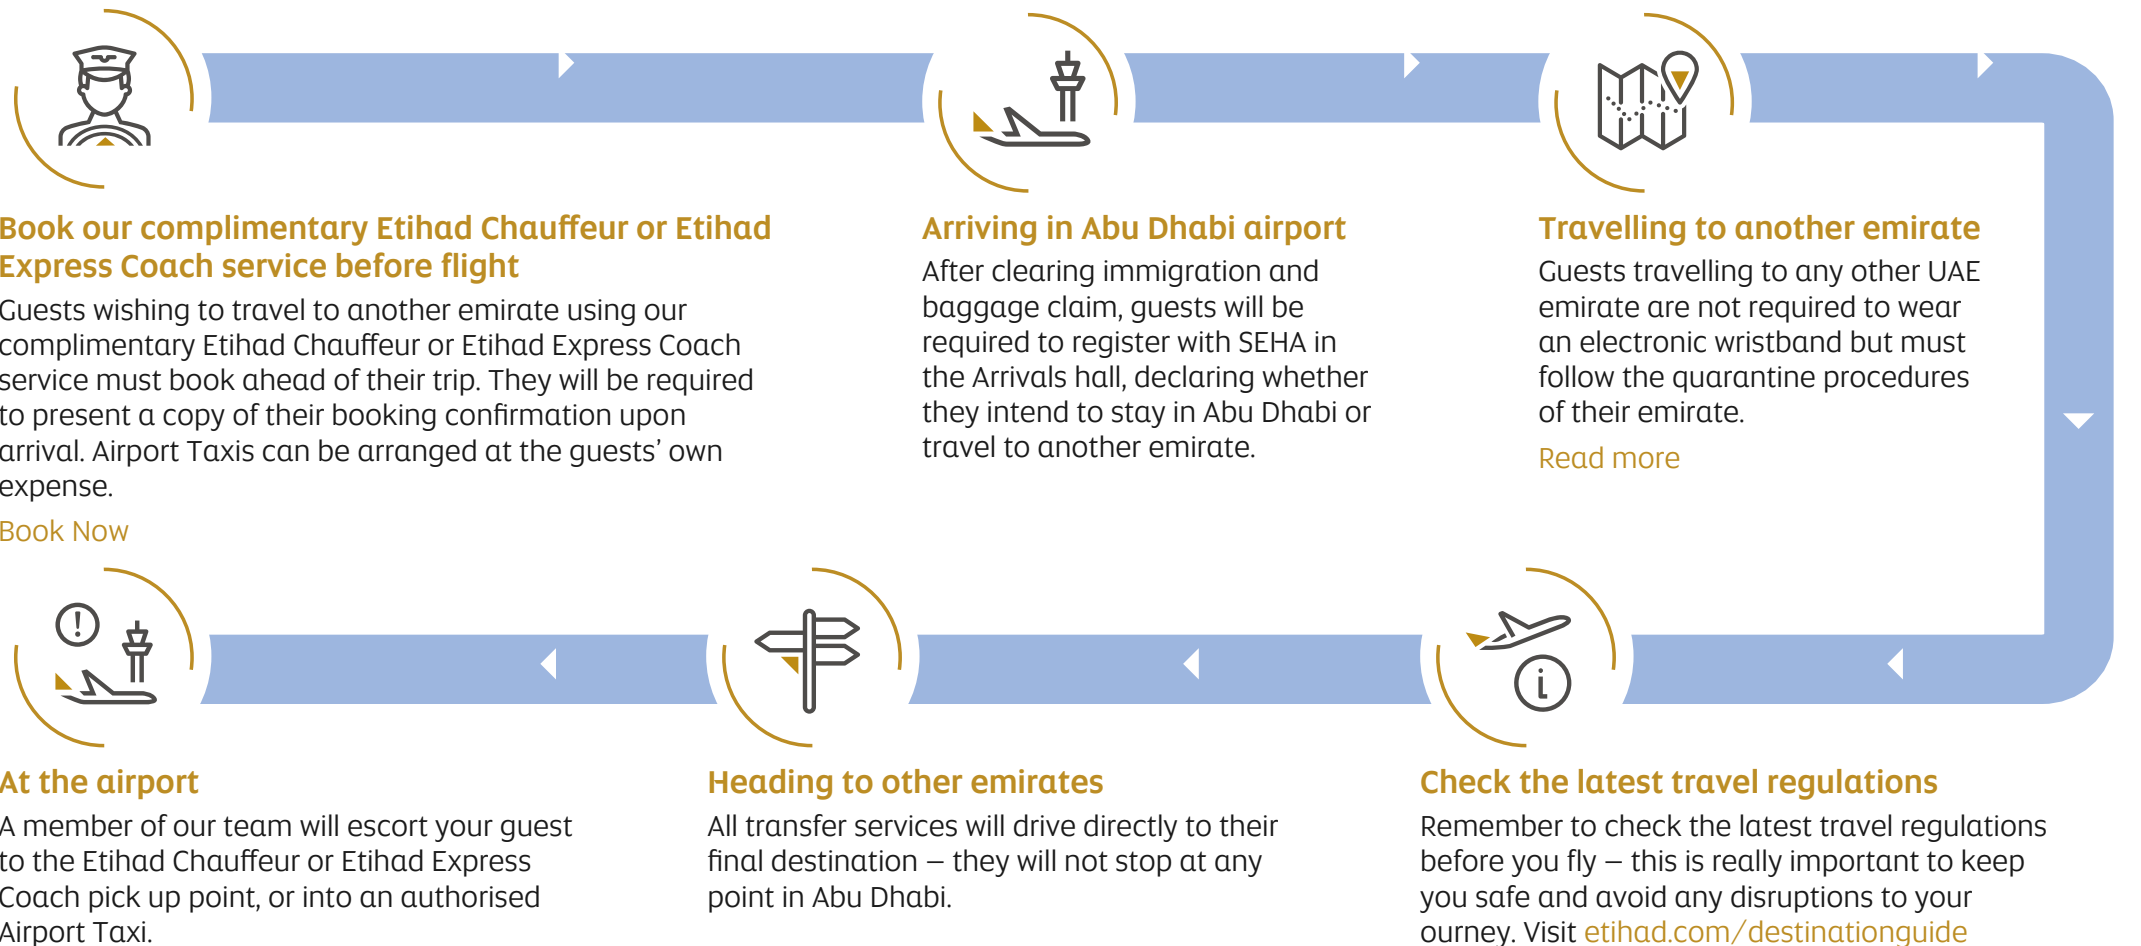 Book our complimentary Etihad Chauffeur or Etihad
Express Coach service before flight
Guests wishing to travel to another emirate using our
complimentary Etihad Chauffeur or Etihad Express Coach
service must book ahead of their trip. They will be required
to present a copy of their booking confirmation upon
arrival. Airport Taxis can be arranged at the guests’ own
expense.
Book Now
Arriving in Abu Dhabi airport
After clearing immigration and
baggage claim, guests will be
required to register with SEHA in
the Arrivals hall, declaring whether
they intend to stay in Abu Dhabi or
travel to another emirate.
Travelling to another emirate
Guests travelling to any other UAE
emirate are not required to wear
an electronic wristband but must
follow the quarantine procedures
of their emirate.
Read more
At the airport
A member of our team will escort your guest
to the Etihad Chauffeur or Etihad Express
Coach pick up point, or into an authorised
Airport Taxi.
Heading to other emirates
All transfer services will drive directly to their
final destination – they will not stop at any
point in Abu Dhabi.
Check the latest travel regulations
Remember to check the latest travel regulations
before you fly – this is really important to keep
you safe and avoid any disruptions to your
ourney. Visit etihad.com/destinationguide